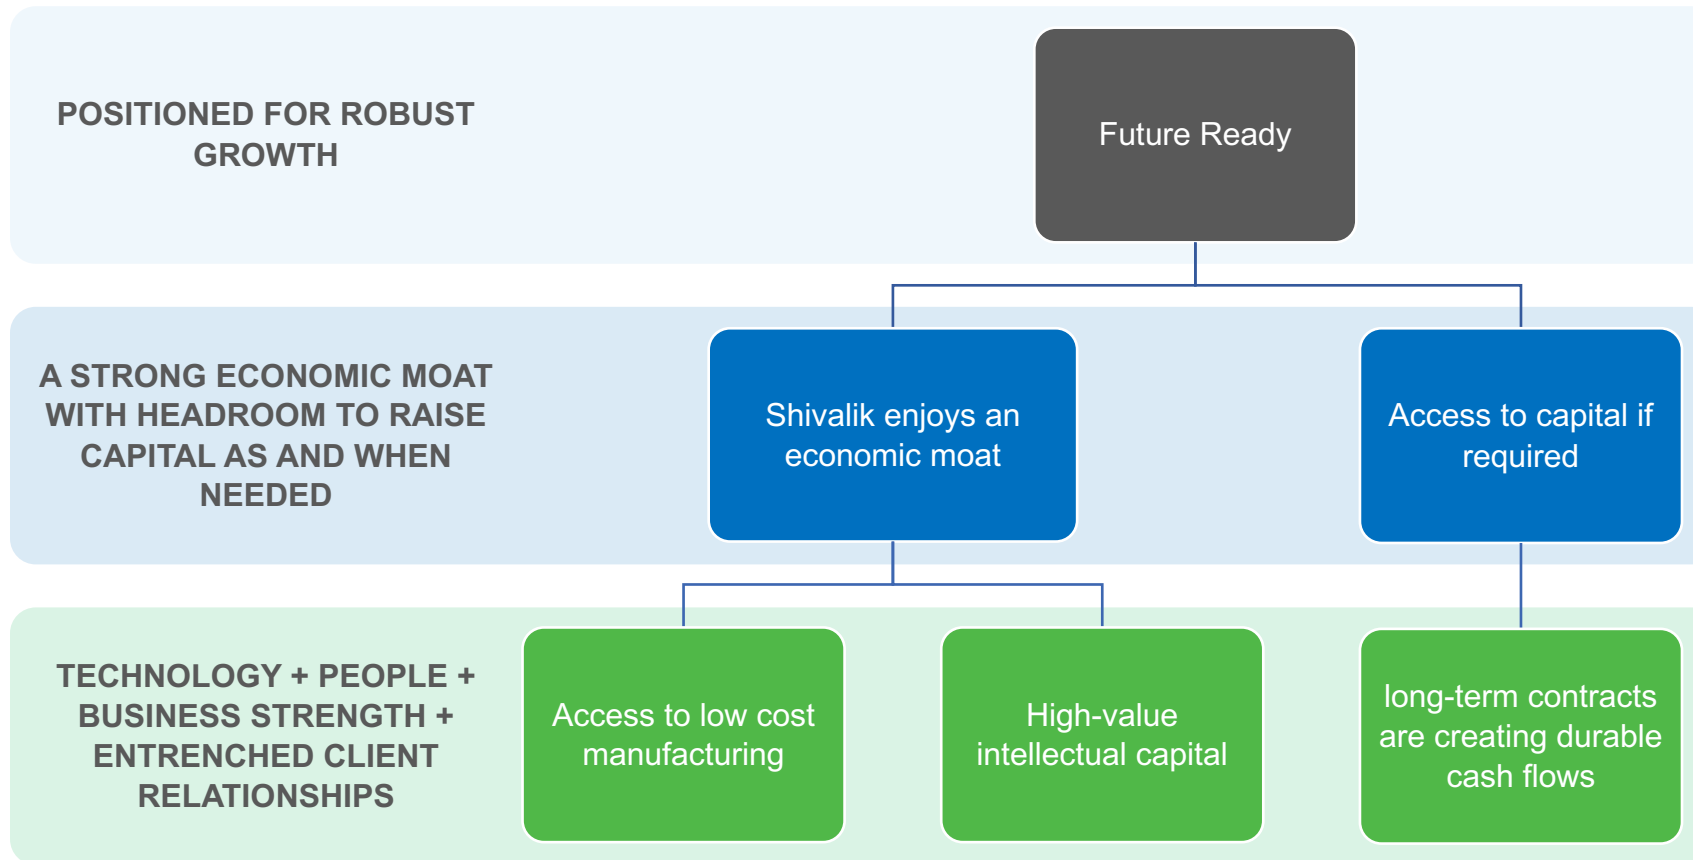 POSITIONED FOR ROBUST
GROWTH
Future Ready
A STRONG ECONOMIC MOAT
WITH HEADROOM TO RAISE
CAPITAL AS AND WHEN
NEEDED
Shivalik enjoys an
economic moat
Access to capital if
required
TECHNOLOGY + PEOPLE +
BUSINESS STRENGTH +
ENTRENCHED CLIENT
RELATIONSHIPS
Access to low cost
manufacturing
High-value
intellectual capital
long-term contracts
are creating durable
cash flows